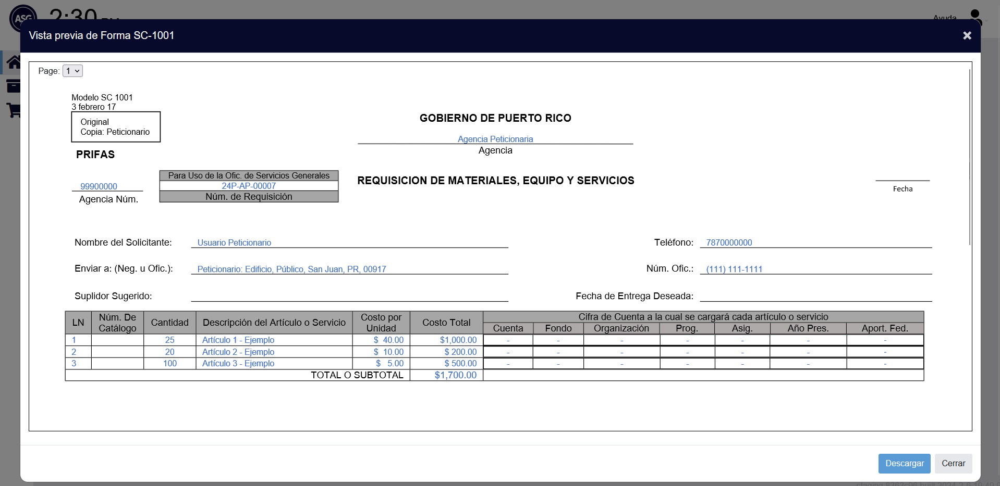 ASG
2:30 PM
Ayuda
Vista previa de Forma SC-1001
Page: 1
Modelo SC 1001
3 febrero 17
Original
Copia: Peticionario
GOBIERNO DE PUERTO RICO
Agencia Peticionaria
Agencia
PRIFAS
99900000
Agencia Núm.
Para Uso de la Ofic. de Servicios Generales
24P-AP-00007
Núm. de Requisición
REQUISICION DE MATERIALES, EQUIPO Y SERVICIOS
Fecha
Nombre del Solicitante: Usuario Peticionario Teléfono: 7870000000
Enviar a: (Neg. u Ofic.): Peticionario: Edificio, Público, San Juan, PR, 00917 Núm. Ofic.: (111) 111-1111
Suplidor Sugerido: Fecha de Entrega Deseada:
LN Núm. De Catálogo Cantidad Descripción del Artículo o Servicio Costo por Unidad Costo Total Cifra de Cuenta a la cual se cargará cada artículo o servicio
Cuenta Fondo Organización Prog. Asig. Año Pres. Aport. Fed.
1 25 Artículo 1 - Ejemplo $ 40.00 $1,000.00 - - - - - - -
2 20 Artículo 2 - Ejemplo $ 10.00 $ 200.00 - - - - - - -
3 100 Artículo 3 - Ejemplo $ 5.00 $ 500.00 - - - - - - -
TOTAL O SUBTOTAL $1,700.00
Descargar Cerrar